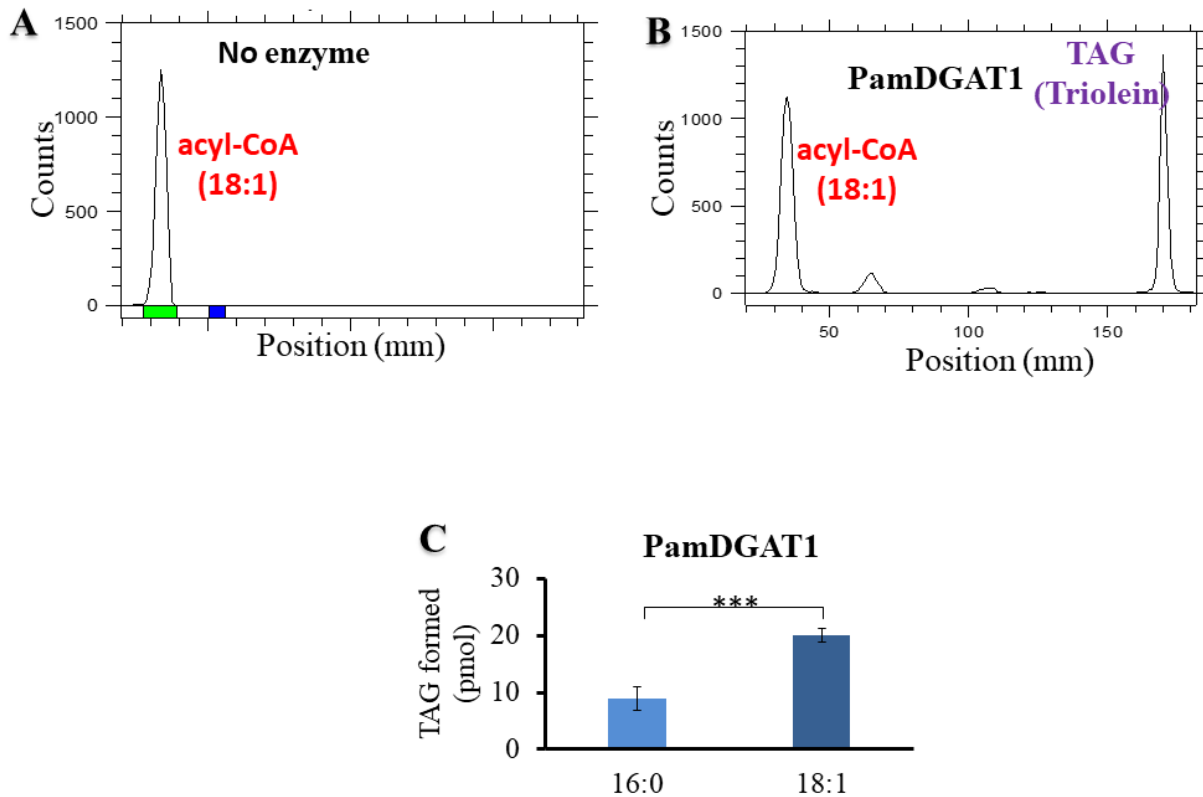 A
1500
No enzyme
1000
acyl-CoA
(18:1)
Counts
500
0
Position (mm)
B
1500
TAG
(Triolein)
PamDGAT1
1000
acyl-CoA
(18:1)
Counts
500
0
50
100
150
Position (mm)
C
PamDGAT1
30
***
20
TAG formed
(pmol)
10
0
16:0
18:1